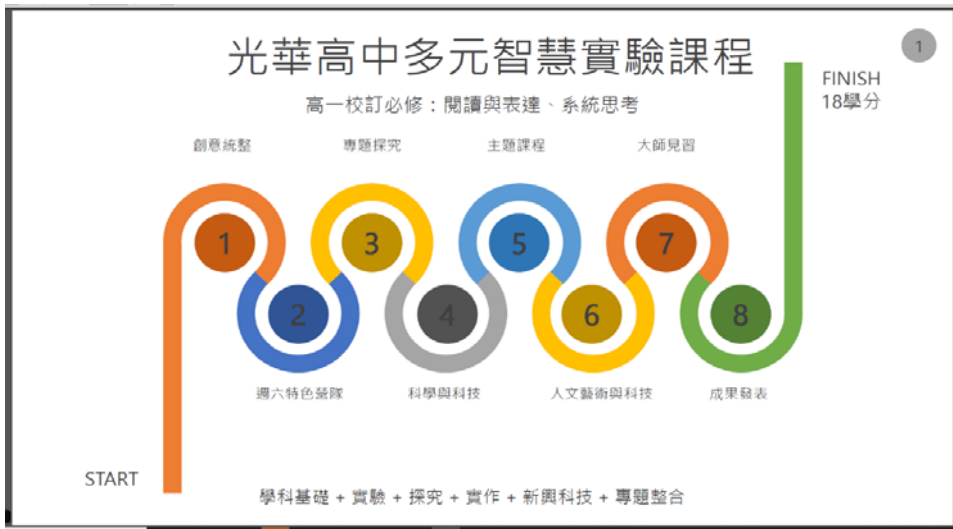 光華高中多元智慧實驗課程
1
FINISH
18學分
高一校訂必修：閱讀與表達、系統思考
創意統整 專題探究 主題課程 大師見習
1 3 5 7
2 4 6 8
週六特色營隊 科學與科技 人文藝術與科技 成果發表
START
學科基礎 + 實驗 + 探究 + 實作 + 新興科技 + 專題整合